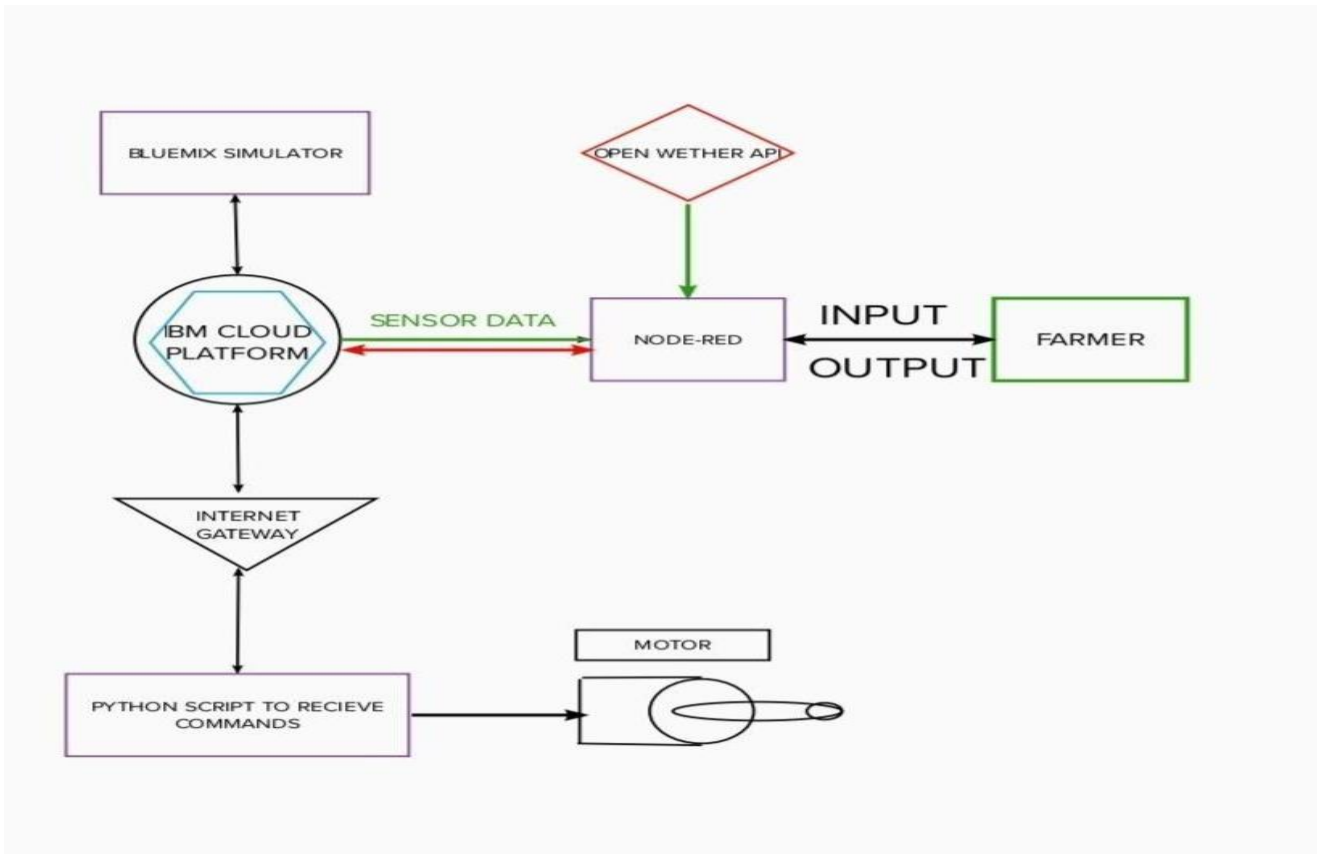 BLUEMIX SIMULATOR
OPEN WETHER API
IBM CLOUD
PLATFORM
SENSOR DATA
NODE-RED
INPUT
OUTPUT
FARMER
INTERNET
GATEWAY
MOTOR
PYTHON SCRIPT TO RECIEVE
COMMANDS